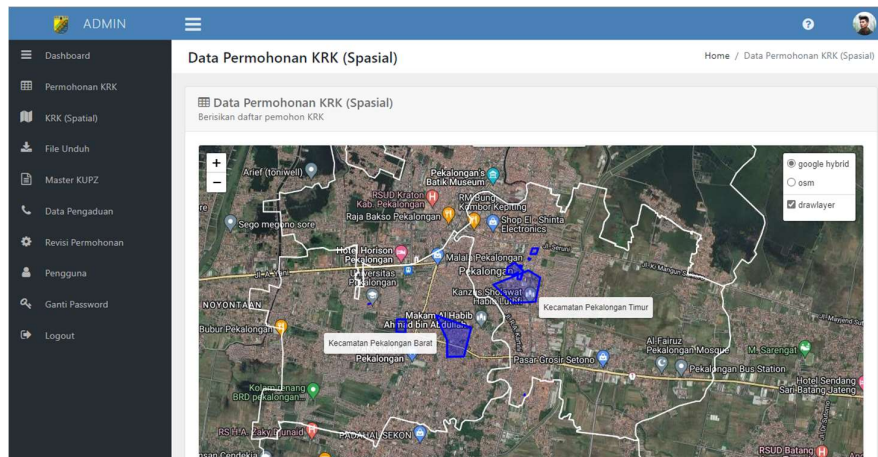 ADMIN
Dashboard
Permohonan KRK
KRK (Spatial)
File Unduh
Master KUPZ
Data Pengaduan
Revisi Permohonan
Pengguna
Ganti Password
Logout
Data Permohonan KRK (Spasial)
Home / Data Permohonan KRK (Spasial)
Data Permohonan KRK (Spasial)
Berisikan daftar pemohon KRK
+
−
google hybrid
osm
drawlayer
Arief (toniwell)
Pekalongan's
Batik Museum
RSUD Kraton
Kab. Pekalongan
RM Bung
Kombor Kepiting
Raja Bakso Pekalongan
Shop El - Shinta
Electronics
Sego megono sore
Hotel Horison
Pekalongan
Malala Pekalongan
Jl. Seruni
Pekalongan
Universitas
Pekalongan
Kanzus Sholawat
NOYONTAAN
Kecamatan Pekalongan Timur
Makam Al Habib
Ahmad bin Abdullah
Bubur Pekalongan
Kecamatan Pekalongan Barat
Pekalongan
Al-Fairuz
Pekalongan Mosque
M. Sarengat
Pasar Grosir Setono
Pekalongan Bus Station
Kolam renang
BRD pekalongan...
Hotel Sendang
Sari Batang Jateng
RS H.A. Zaky Djunaid
PADAHAL SEKON
RSUD Batang